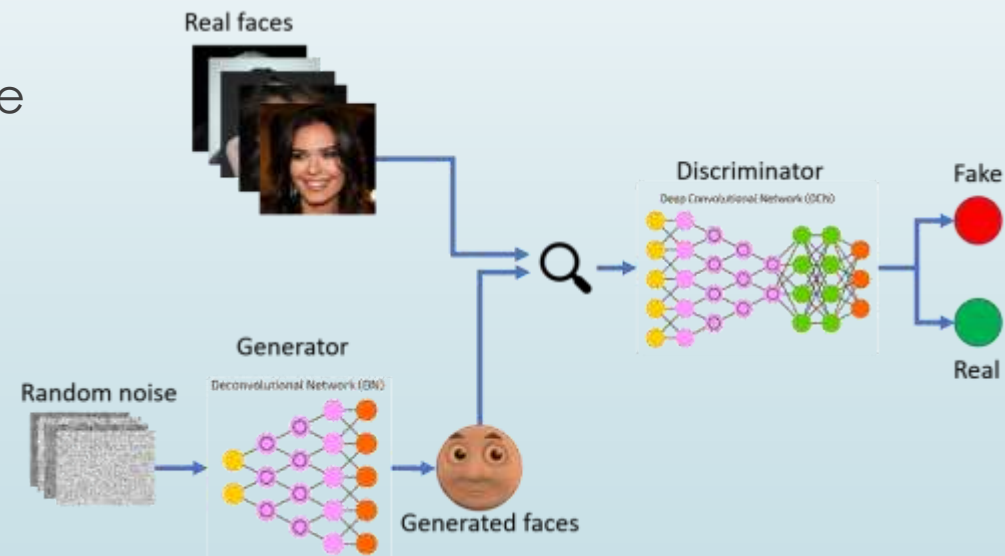 Real faces
e
Discriminator
Deep Convolutional Network (DCN)
Fake
Real
Generator
Deconvolutional Network (DN)
Random noise
Generated faces